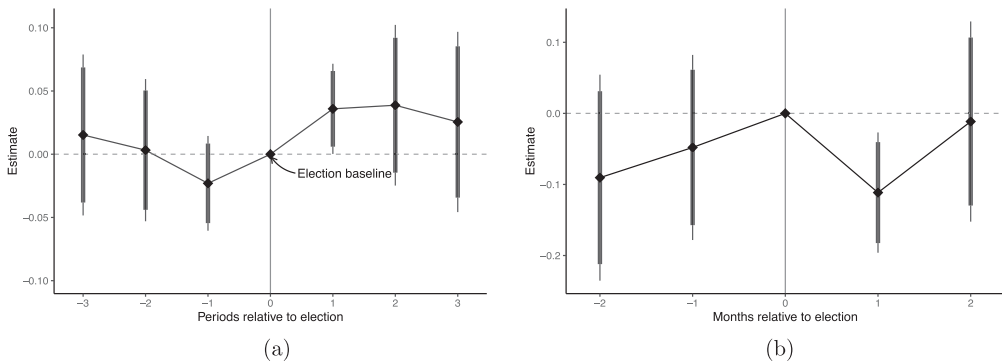 0.10
0.05
0.00
−0.05
−0.10
Estimate
Election baseline
−3 −2 −1 0 1 2 3
Periods relative to election
(a)
0.1
0.0
−0.1
−0.2
Estimate
−2 −1 0 1 2
Months relative to election
(b)